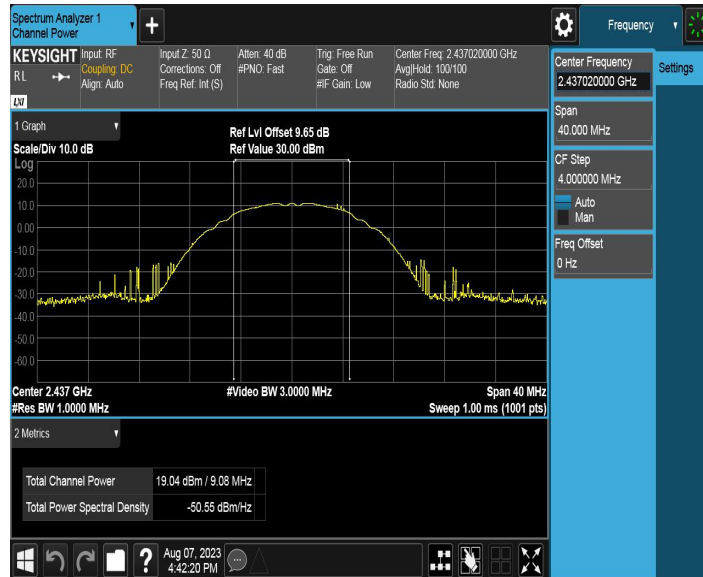 Spectrum Analyzer 1
Channel Power
+
Frequency
KEYSIGHT
RL
LXI
Input: RF
Coupling: DC
Align: Auto
Input Z: 50 Ω
Corrections: Off
Freq Ref: Int (S)
Atten: 40 dB
#PNO: Fast
Trig: Free Run
Gate: Off
#IF Gain: Low
Center Freq: 2.437020000 GHz
Avg|Hold: 100/100
Radio Std: None
Center Frequency
2.437020000 GHz
Settings
Span
40.000 MHz
CF Step
4.000000 MHz
Auto
Man
Freq Offset
0 Hz
1 Graph
Ref Lvl Offset 9.65 dB
Scale/Div 10.0 dB
Ref Value 30.00 dBm
Log
20.0
10.0
0.00
-10.0
-20.0
-30.0
-40.0
-50.0
-60.0
Center 2.437 GHz
#Video BW 3.0000 MHz
Span 40 MHz
#Res BW 1.0000 MHz
Sweep 1.00 ms (1001 pts)
2 Metrics
Total Channel Power 19.04 dBm / 9.08 MHz
Total Power Spectral Density -50.55 dBm/Hz
?
Aug 07, 2023
4:42:20 PM